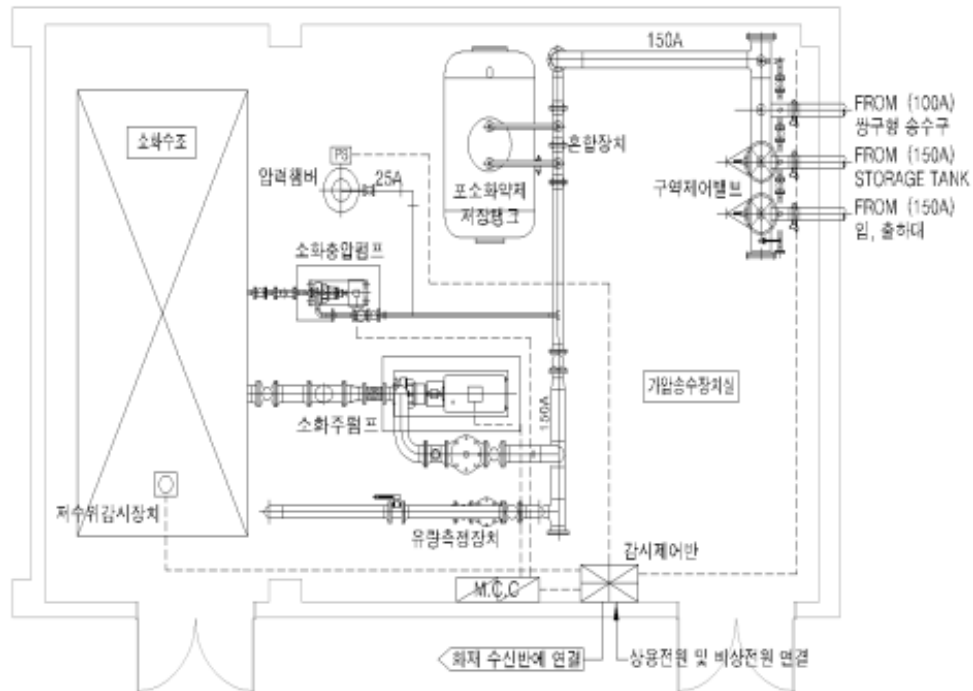 150A
소화수조
FROM (100A)
쌍구형 송수구
혼합장치
PS
압력챔버
25A
FROM (150A)
STORAGE TANK
포소화약제
저장탱크
구역제어밸브
FROM (150A)
입, 출하대
소화충압펌프
가압송수장치실
150A
소화주펌프
저수위감시장치
유량측정장치
감시제어반
M.C.C
화재 수신반에 연결
상용전원 및 비상전원 연결